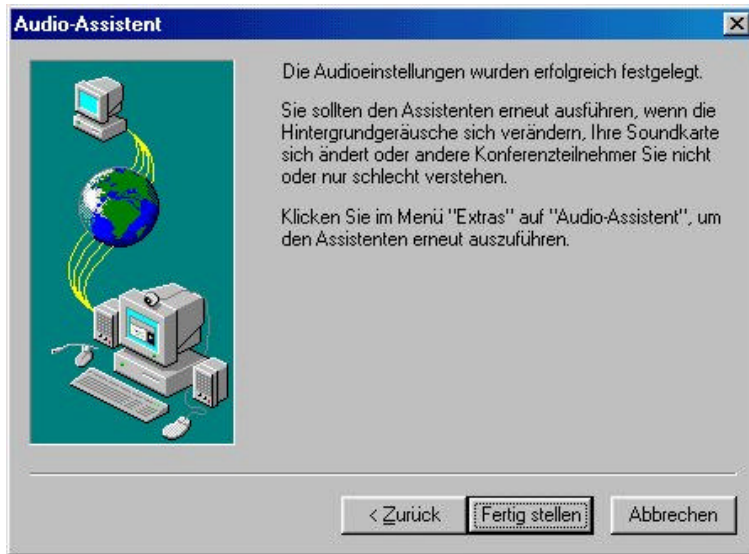 Audio-Assistent
Die Audioeinstellungen wurden erfolgreich festgelegt.
Sie sollten den Assistenten erneut ausführen, wenn die
Hintergrundgeräusche sich verändern, Ihre Soundkarte
sich ändert oder andere Konferenzteilnehmer Sie nicht
oder nur schlecht verstehen.
Klicken Sie im Menü "Extras" auf "Audio-Assistent", um
den Assistenten erneut auszuführen.
< Zurück
Fertig stellen
Abbrechen